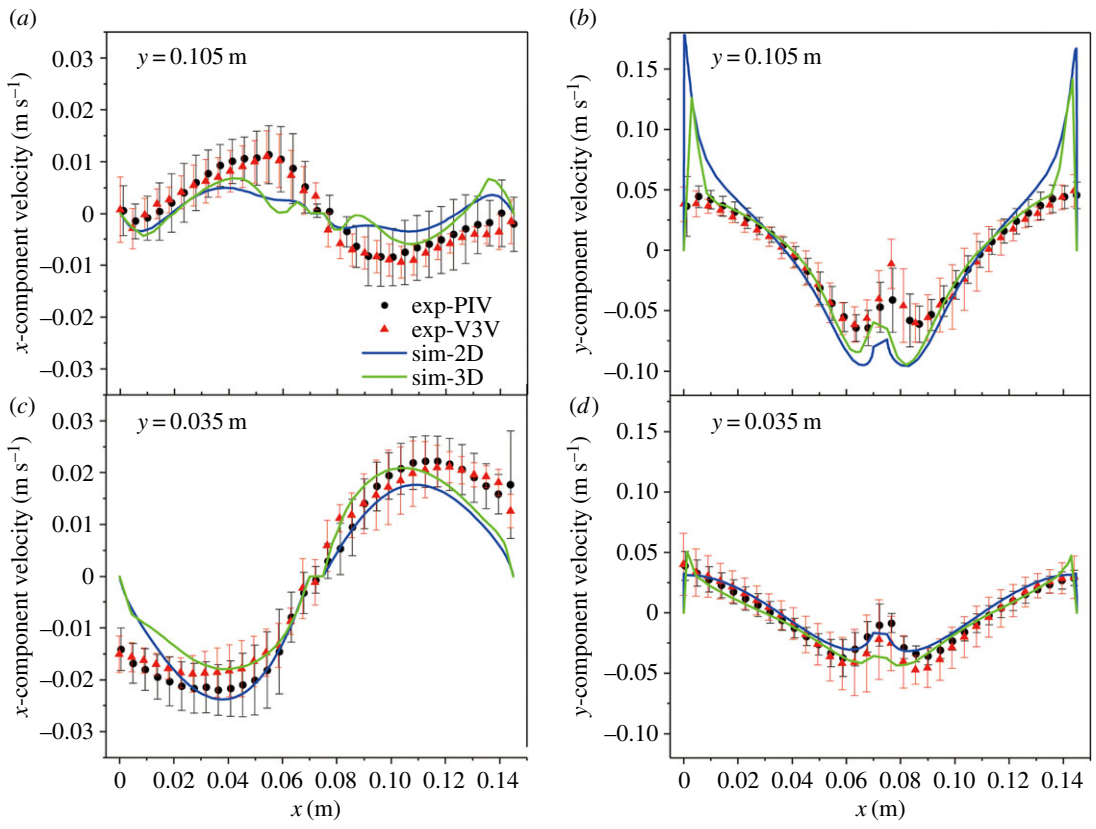 (a)
y = 0.105 m
x-component velocity (m s⁻¹)
0.03
0.02
0.01
0
−0.01
−0.02
−0.03
exp-PIV
exp-V3V
sim-2D
sim-3D
(b)
y = 0.105 m
y-component velocity (m s⁻¹)
0.15
0.10
0.05
0
−0.05
−0.10
(c)
y = 0.035 m
x-component velocity (m s⁻¹)
0.03
0.02
0.01
0
−0.01
−0.02
−0.03
0 0.02 0.04 0.06 0.08 0.10 0.12 0.14
x (m)
(d)
y = 0.035 m
y-component velocity (m s⁻¹)
0.15
0.10
0.05
0
−0.05
−0.10
0 0.02 0.04 0.06 0.08 0.10 0.12 0.14
x (m)